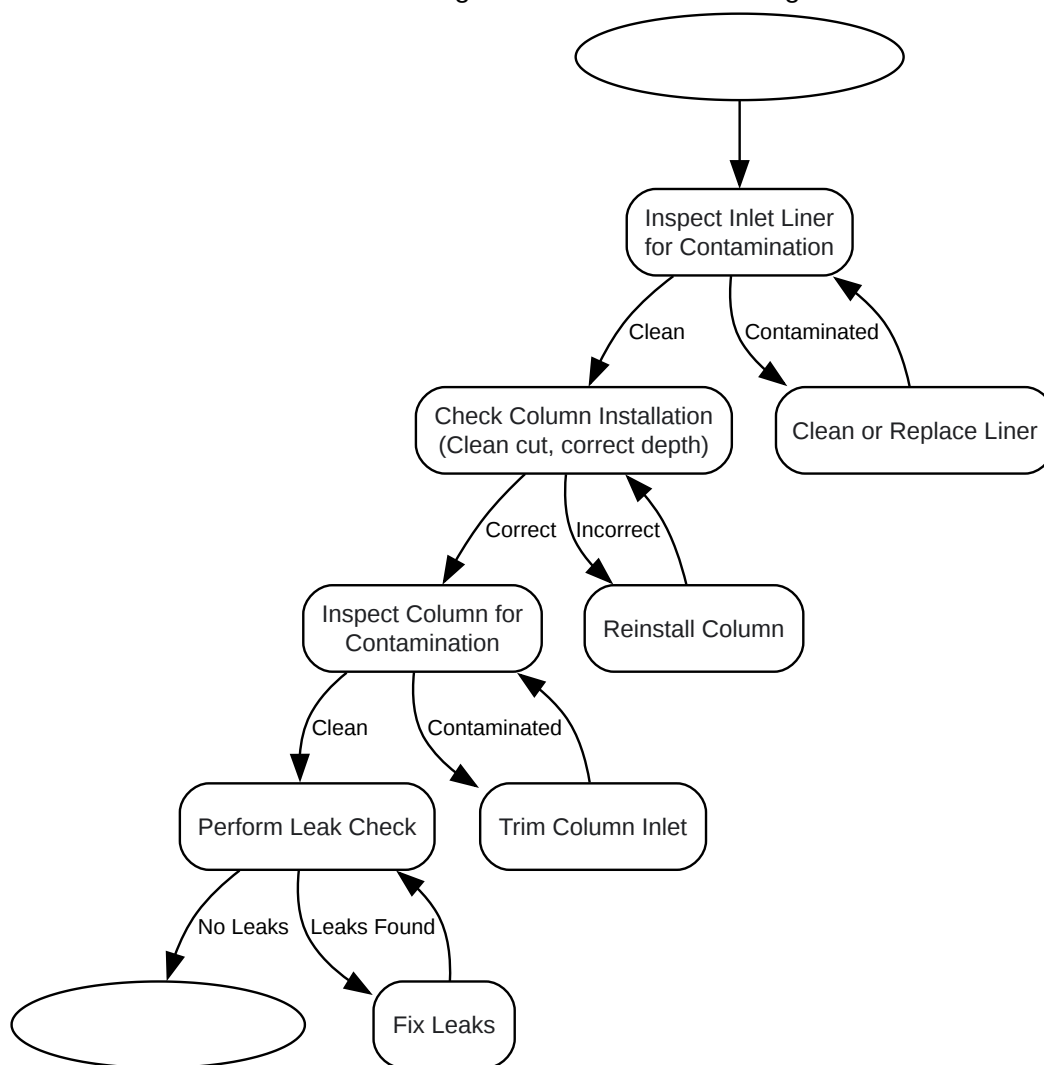 Inspect Inlet Liner
for Contamination
Clean
Contaminated
Check Column Installation
(Clean cut, correct depth)
Clean or Replace Liner
Correct
Incorrect
Inspect Column for
Contamination
Reinstall Column
Clean
Contaminated
Perform Leak Check
Trim Column Inlet
No Leaks
Leaks Found
Fix Leaks